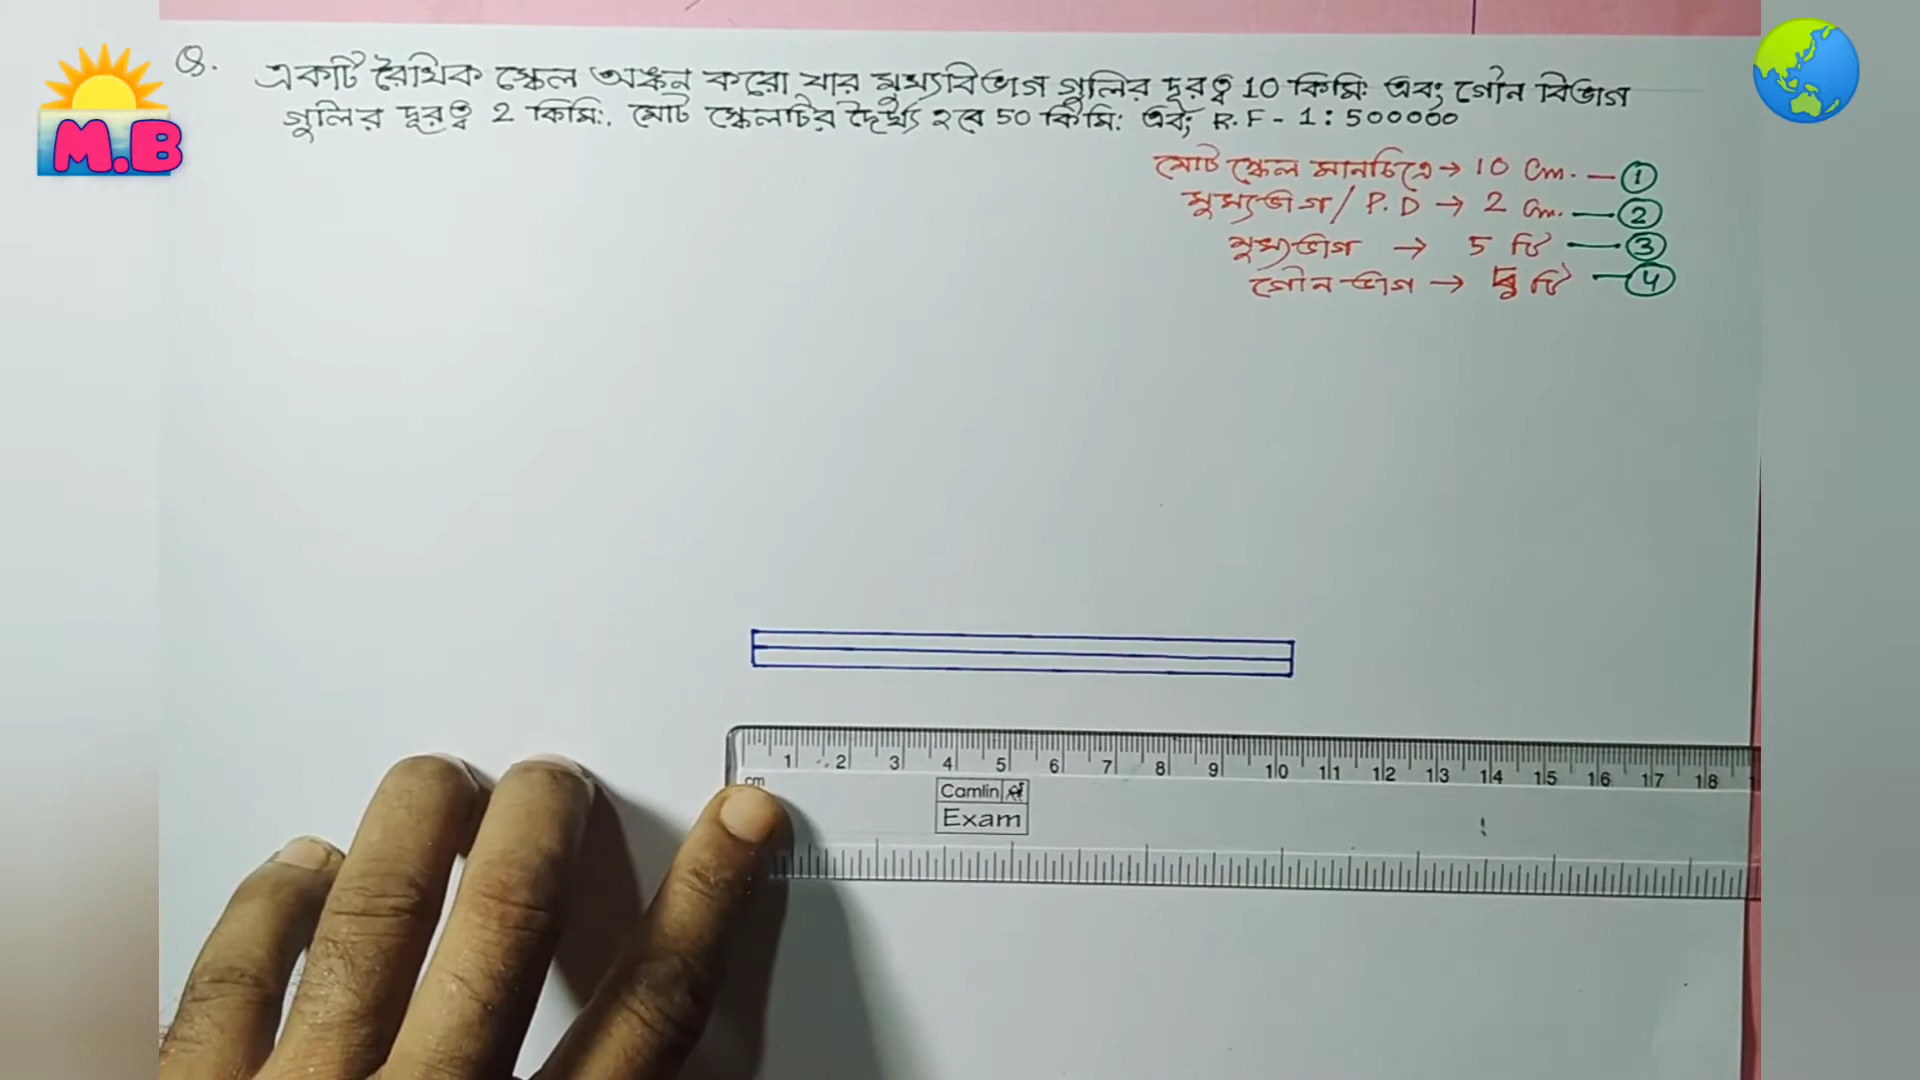 Q. একটি রৈখিক স্কেল অঙ্কন করো যার মুখ্যবিভাগ গুলির দূরত্ব 10 কিমিঃ এবং গৌন বিভাগ
গুলির দূরত্ব 2 কিমিঃ. মোট স্কেলটির দৈর্ঘ্য হবে 50 কিমিঃ এবং R.F - 1 : 500000
মোট স্কেল মানচিত্রে → 10 Cm. — 1
মুখ্যভাগ / P.D → 2 Cm. — 2
মুখ্যভাগ → 5 টি — 3
গৌনভাগ → টি — 4
M.B
1 2 3 4 5 6 7 8 9 10 11 12 13 14 15 16 17 18
cm
Camlin
Exam